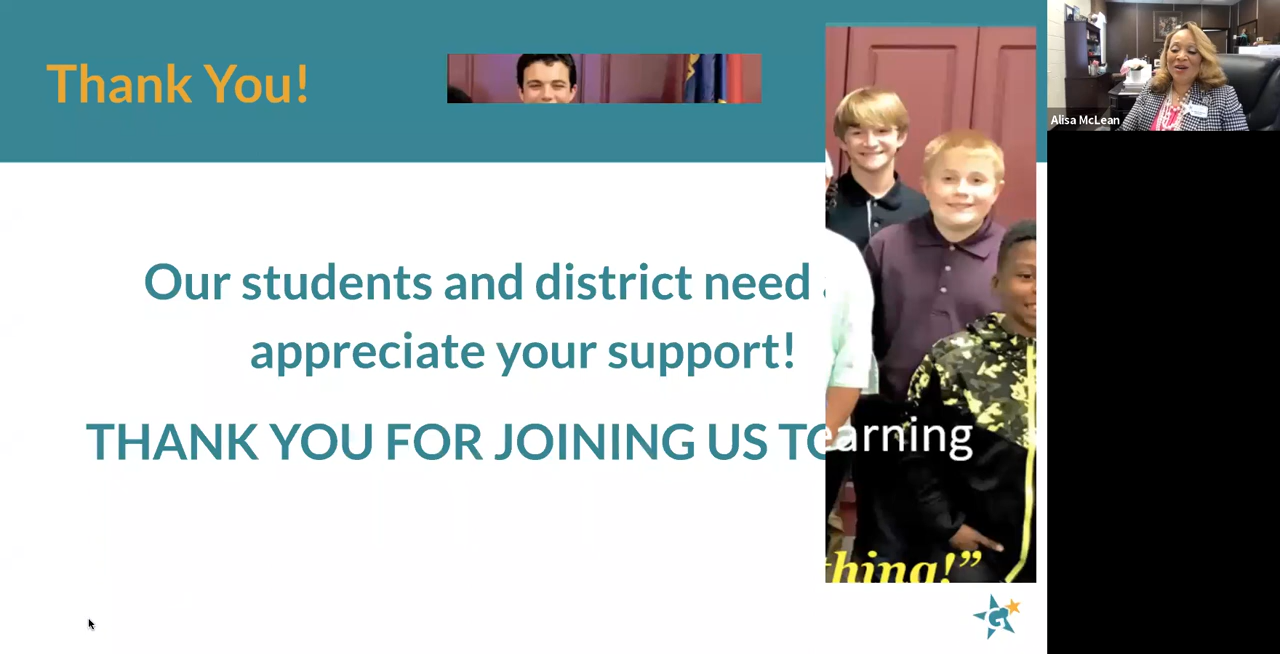 Thank You!
Alisa McLean
Our students and district need
appreciate your support!
THANK YOU FOR JOINING US TO
earning
thing!”
G